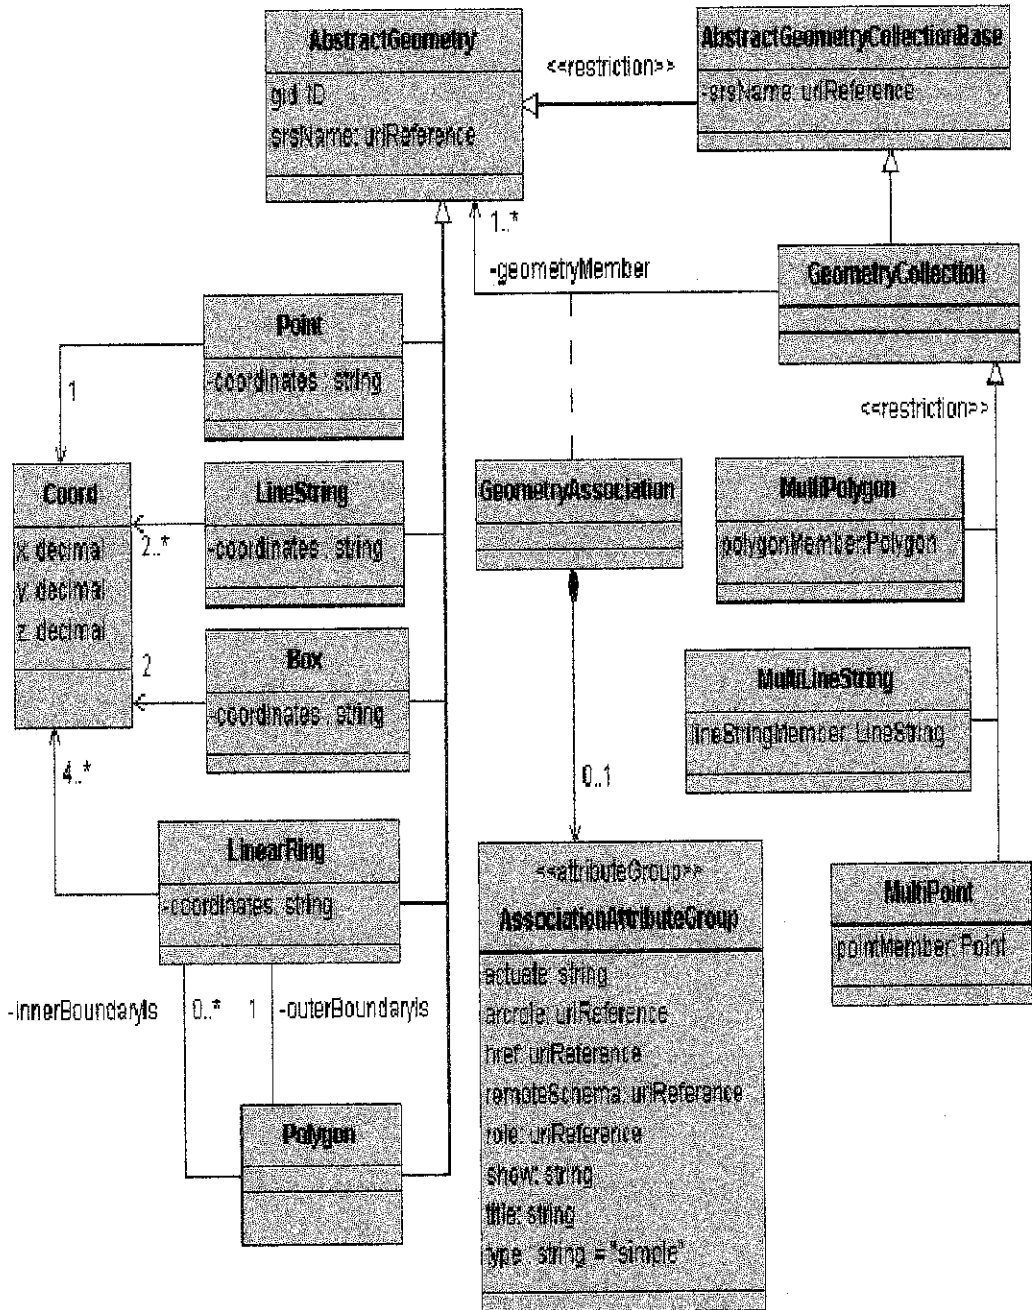 AbstractGeometry
gid: ID
srsName: uriReference
<<restriction>>
AbstractGeometryCollectionBase
-srsName: uriReference
1..*
-geometryMember
GeometryCollection
<<restriction>>
Point
-coordinates : string
1
Coord
x: decimal
y: decimal
z: decimal
LineString
-coordinates : string
2..*
Box
-coordinates : string
2
4..*
LinearRing
-coordinates: string
-innerBoundaryIs
0..*
1
-outerBoundaryIs
Polygon
GeometryAssociation
0..1
<<attributeGroup>>
AssociationAttributeGroup
actuate: string
arcrole: uriReference
href: uriReference
remoteSchema: uriReferance
role: uriReference
show: string
title: string
type : string = "simple"
MultiPolygon
polygonMember:Polygon
MultiLineString
lineStringMember: LineString
MultiPoint
pointMember: Point